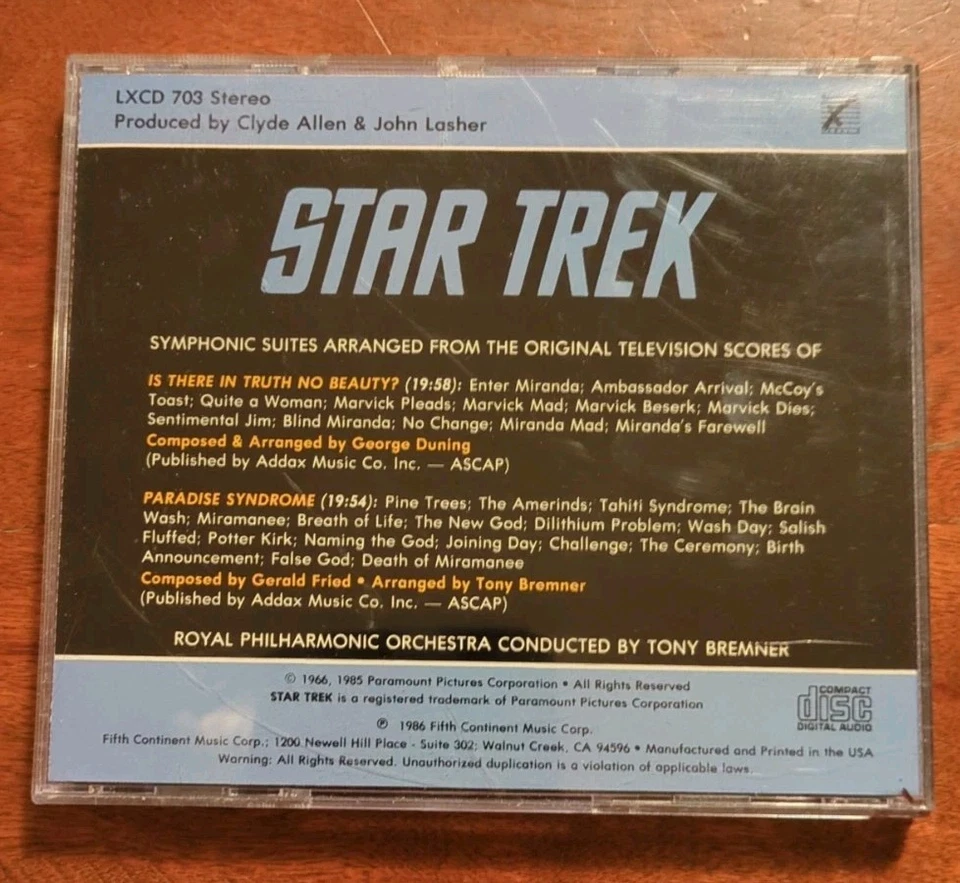 LXCD 703 Stereo
Produced by Clyde Allen & John Lasher
STAR TREK
SYMPHONIC SUITES ARRANGED FROM THE ORIGINAL TELEVISION SCORES OF
IS THERE IN TRUTH NO BEAUTY? (19:58): Enter Miranda; Ambassador Arrival; McCoy's
Toast; Quite a Woman; Marvick Pleads; Marvick Mad; Marvick Beserk; Marvick Dies;
Sentimental Jim; Blind Miranda; No Change; Miranda Mad; Miranda's Farewell
Composed & Arranged by George Duning
(Published by Addax Music Co. Inc. — ASCAP)
PARADISE SYNDROME (19:54): Pine Trees; The Amerinds; Tahiti Syndrome; The Brain
Wash; Miramanee; Breath of Life; The New God; Dilithium Problem; Wash Day; Salish
Fluffed; Potter Kirk; Naming the God; Joining Day; Challenge; The Ceremony; Birth
Announcement; False God; Death of Miramanee
Composed by Gerald Fried • Arranged by Tony Bremner
(Published by Addax Music Co. Inc. — ASCAP)
ROYAL PHILHARMONIC ORCHESTRA CONDUCTED BY TONY BREMNER
© 1966, 1985 Paramount Pictures Corporation • All Rights Reserved
STAR TREK is a registered trademark of Paramount Pictures Corporation
℗ 1986 Fifth Continent Music Corp.
Fifth Continent Music Corp.; 1200 Newell Hill Place - Suite 302; Walnut Creek, CA 94596 • Manufactured and Printed in the USA
Warning: All Rights Reserved. Unauthorized duplication is a violation of applicable laws.
COMPACT
disc
DIGITAL AUDIO